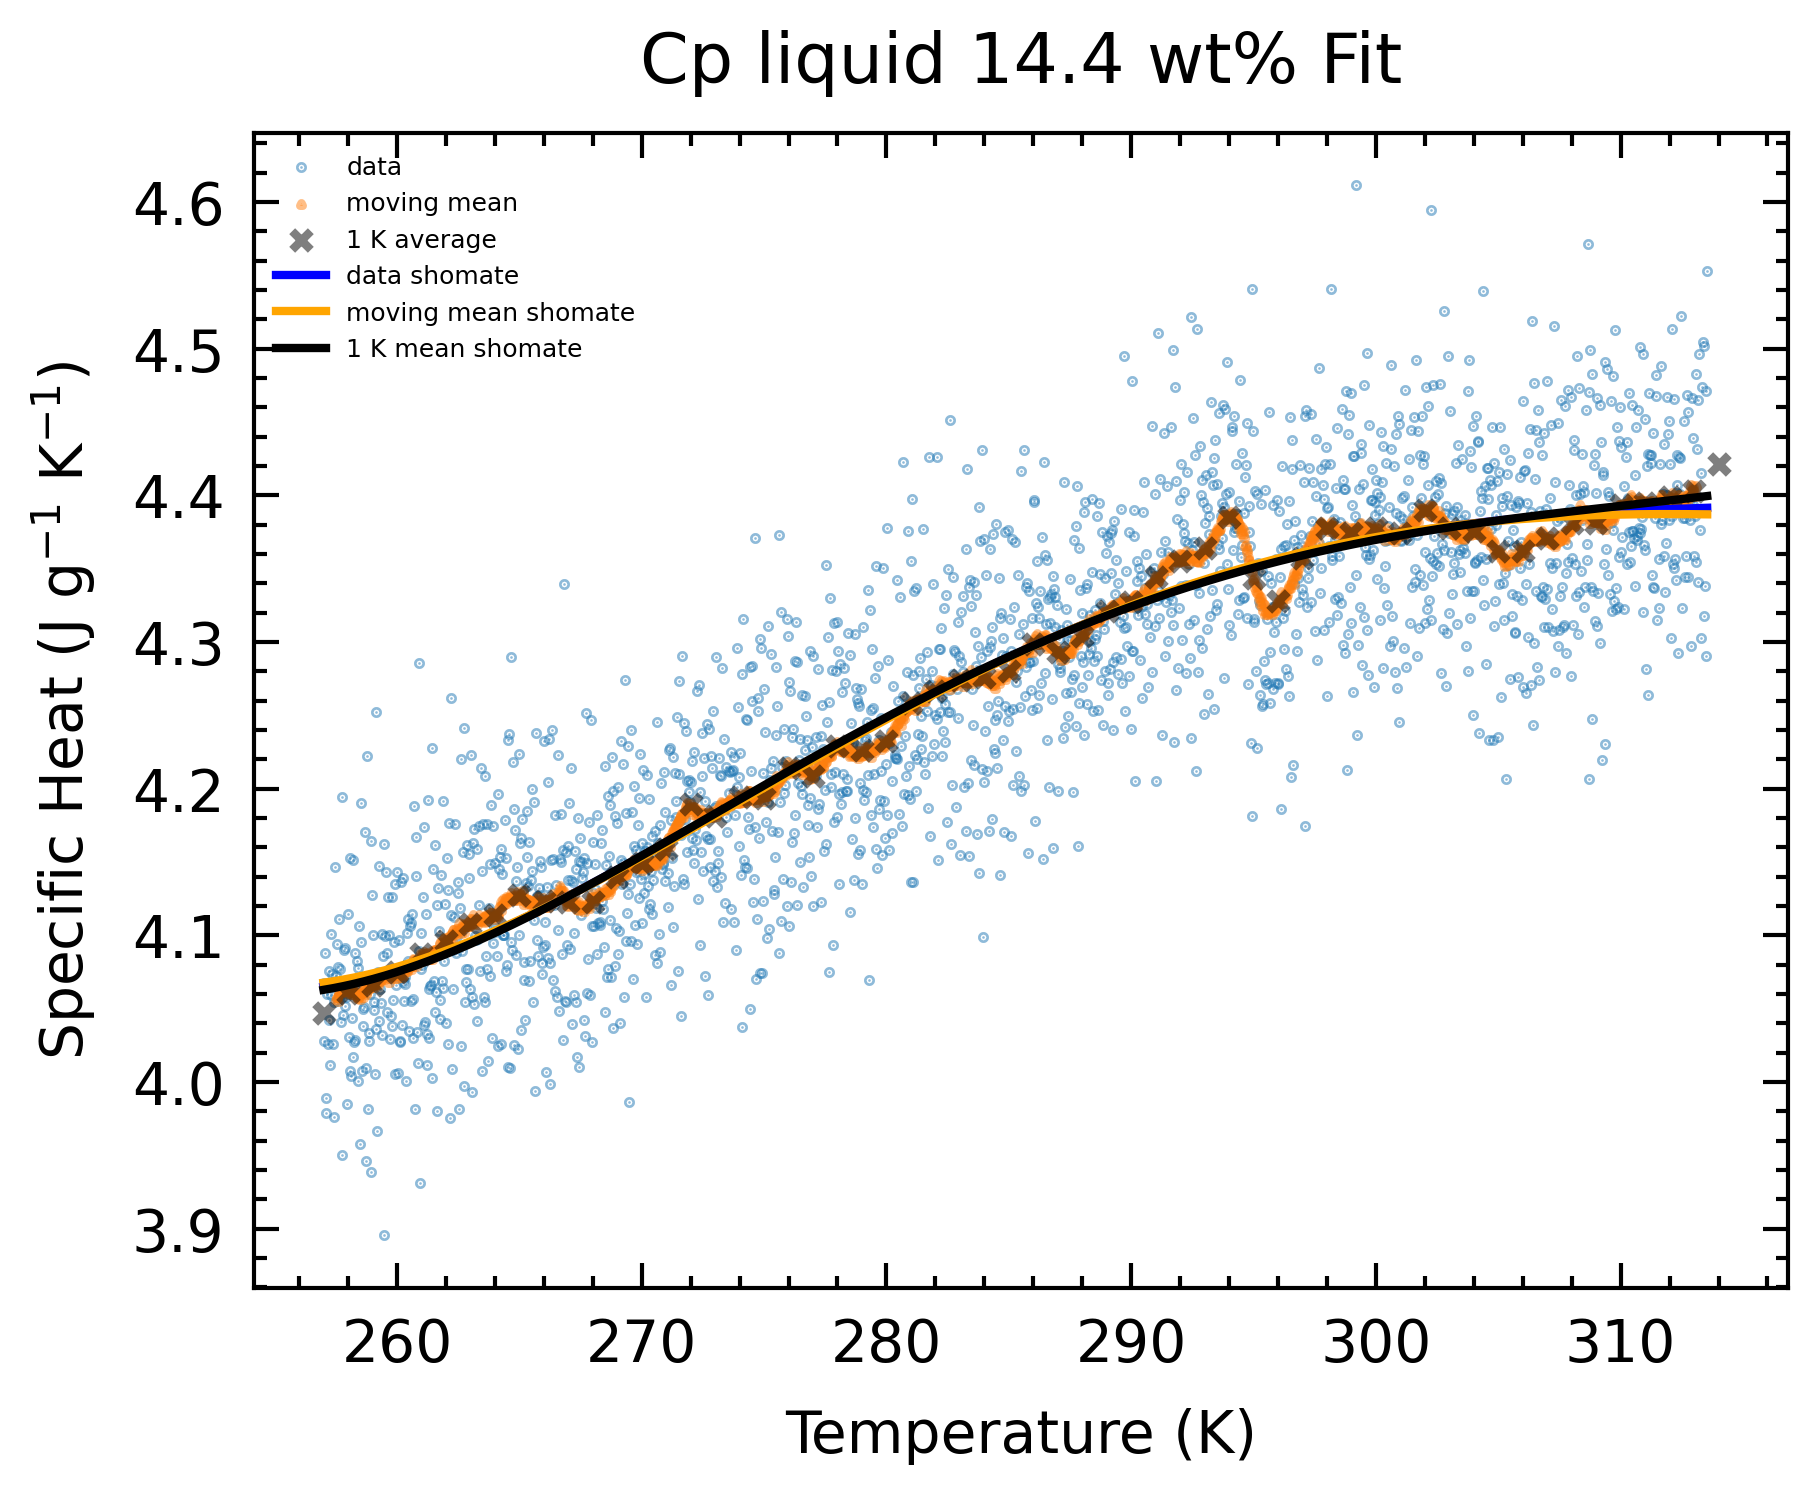 Cp liquid 14.4 wt% Fit
data
moving mean
1 K average
data shomate
moving mean shomate
1 K mean shomate
4.6
4.5
4.4
4.3
4.2
4.1
4.0
3.9
Specific Heat (J g⁻¹ K⁻¹)
260 270 280 290 300 310
Temperature (K)